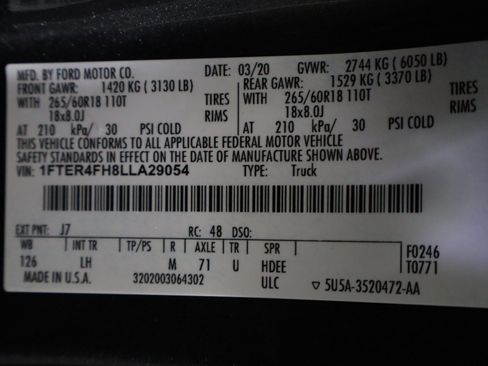 MFD. BY FORD MOTOR CO. DATE: 03/20 GVWR: 2744 KG ( 6050 LB)
FRONT GAWR: 1420 KG ( 3130 LB) REAR GAWR: 1529 KG ( 3370 LB)
WITH 265/60R18 110T TIRES WITH 265/60R18 110T TIRES
18x8.0J RIMS 18x8.0J RIMS
AT 210 kPa/ 30 PSI COLD AT 210 kPa/ 30 PSI COLD
THIS VEHICLE CONFORMS TO ALL APPLICABLE FEDERAL MOTOR VEHICLE
SAFETY STANDARDS IN EFFECT ON THE DATE OF MANUFACTURE SHOWN ABOVE.
VIN: 1FTER4FH8LLA29054 TYPE: Truck
EXT PNT: J7 RC: 48 DSO:
WB INT TR TP/PS R AXLE TR SPR F0246
126 LH M 71 U HDEE T0771
MADE IN U.S.A. 3202003064302 ULC ▽ 5U5A-3520472-AA